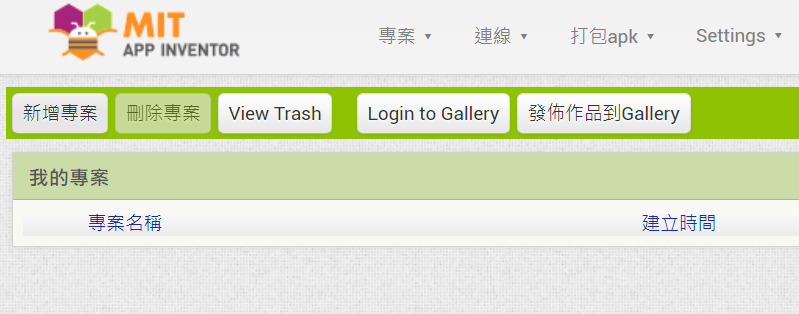 MIT
APP INVENTOR
專案 連線 打包apk Settings
新增專案 刪除專案 View Trash Login to Gallery 發佈作品到Gallery
我的專案
專案名稱 建立時間